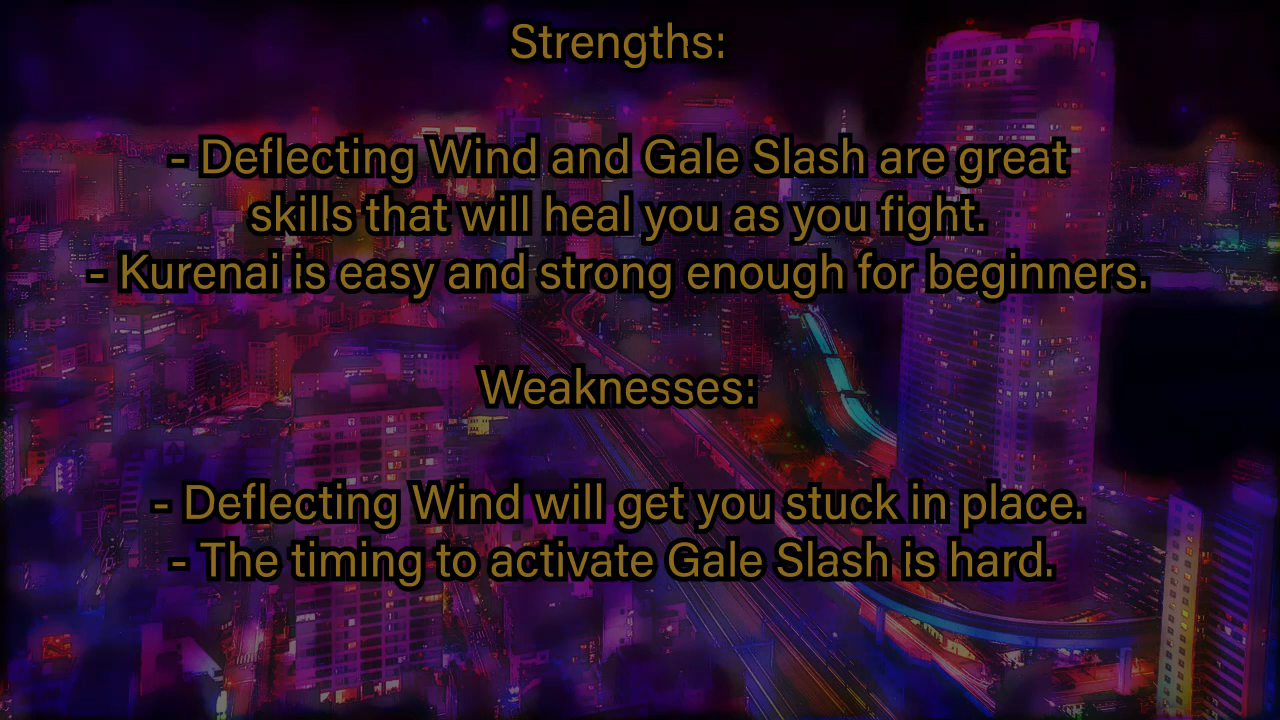 Strengths:
- Deflecting Wind and Gale Slash are great
skills that will heal you as you fight.
- Kurenai is easy and strong enough for beginners.
Weaknesses:
- Deflecting Wind will get you stuck in place.
- The timing to activate Gale Slash is hard.